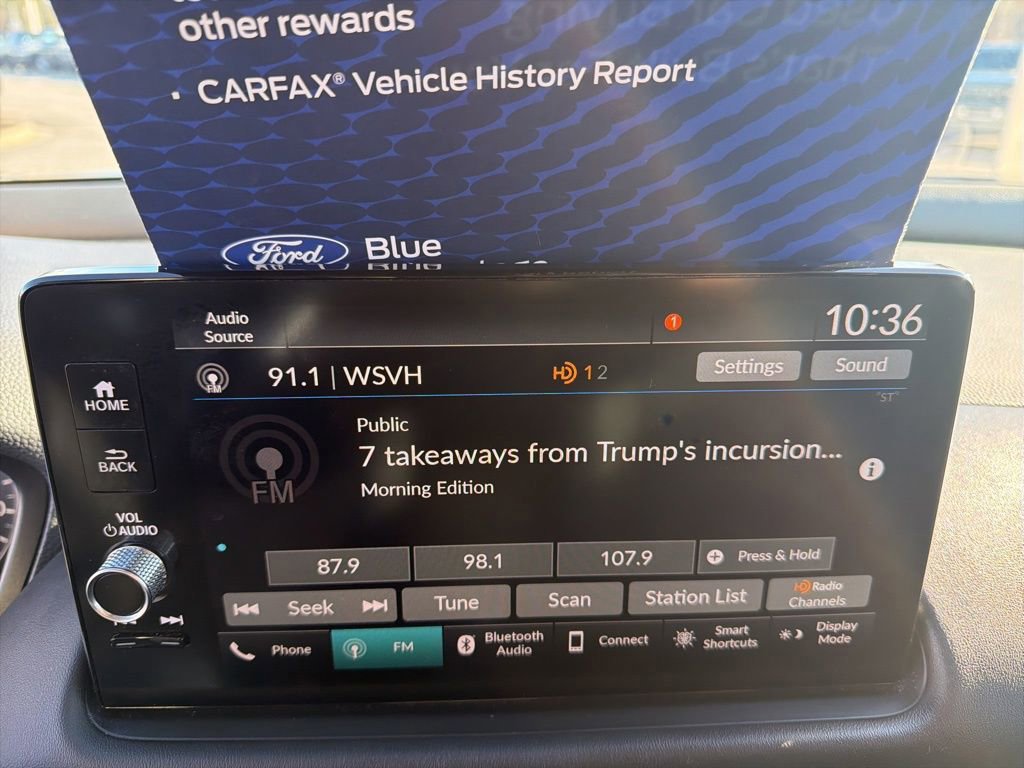 other rewards
· CARFAX® Vehicle History Report
Ford Blue
Audio
Source
1
10:36
FM
91.1 | WSVH
HD 1 2
Settings
Sound
"ST"
HOME
BACK
Public
7 takeaways from Trump's incursion...
i
FM
Morning Edition
VOL
AUDIO
87.9
98.1
107.9
Press & Hold
Seek
Tune
Scan
Station List
HD Radio
Channels
Phone
FM
Bluetooth
Audio
Connect
Smart
Shortcuts
Display
Mode